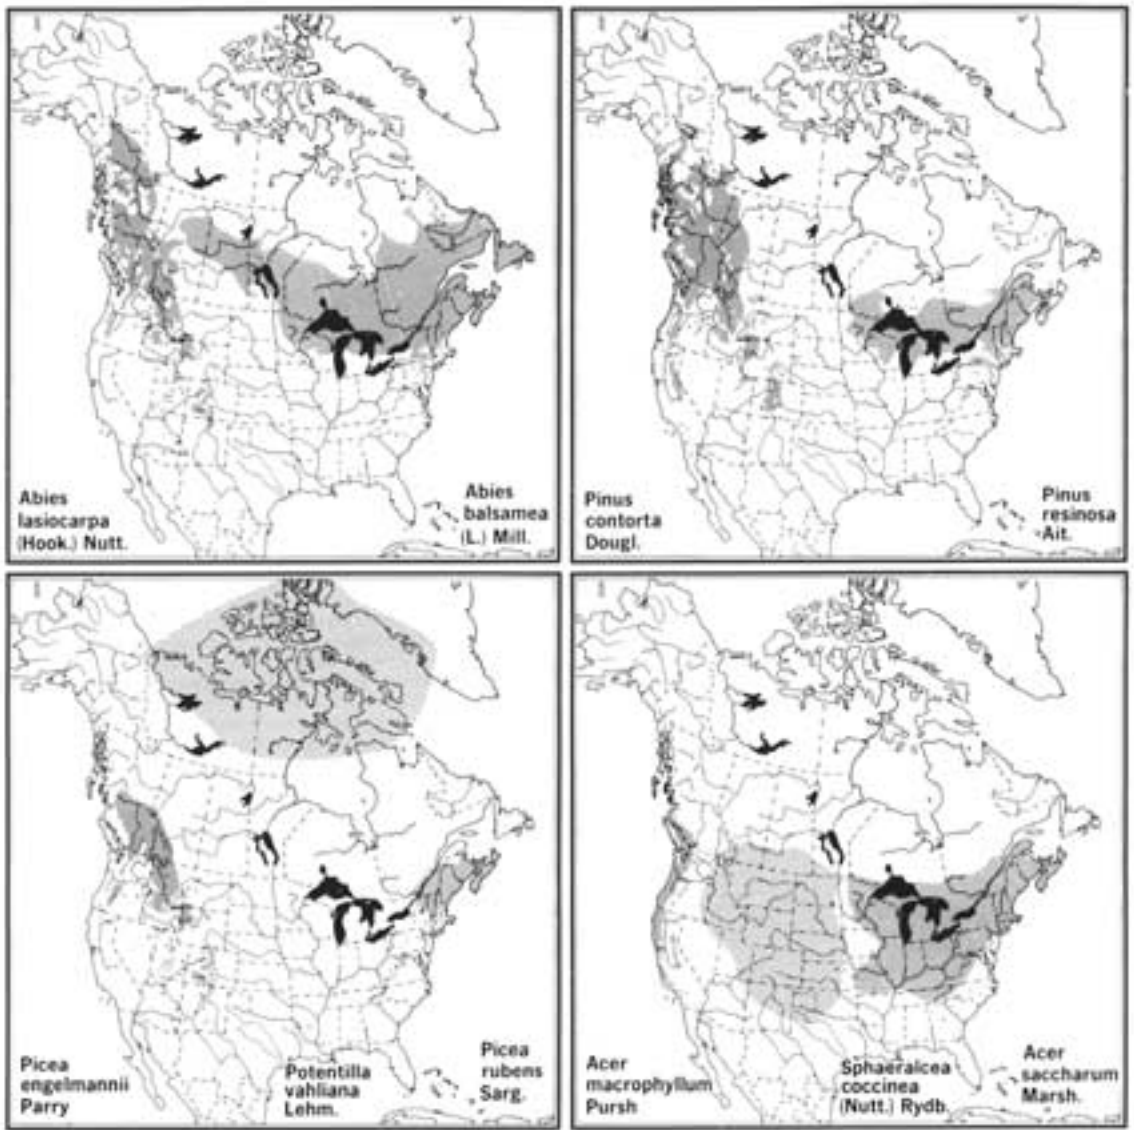 Abies
lasiocarpa
(Hook.) Nutt.
Abies
balsamea
(L.) Mill.
Pinus
contorta
Dougl.
Pinus
resinosa
Ait.
Picea
engelmannii
Parry
Potentilla
vahliana
Lehm.
Picea
rubens
Sarg.
Acer
macrophyllum
Pursh
Sphaeralcea
coccinea
(Nutt.) Rydb.
Acer
saccharum
Marsh.